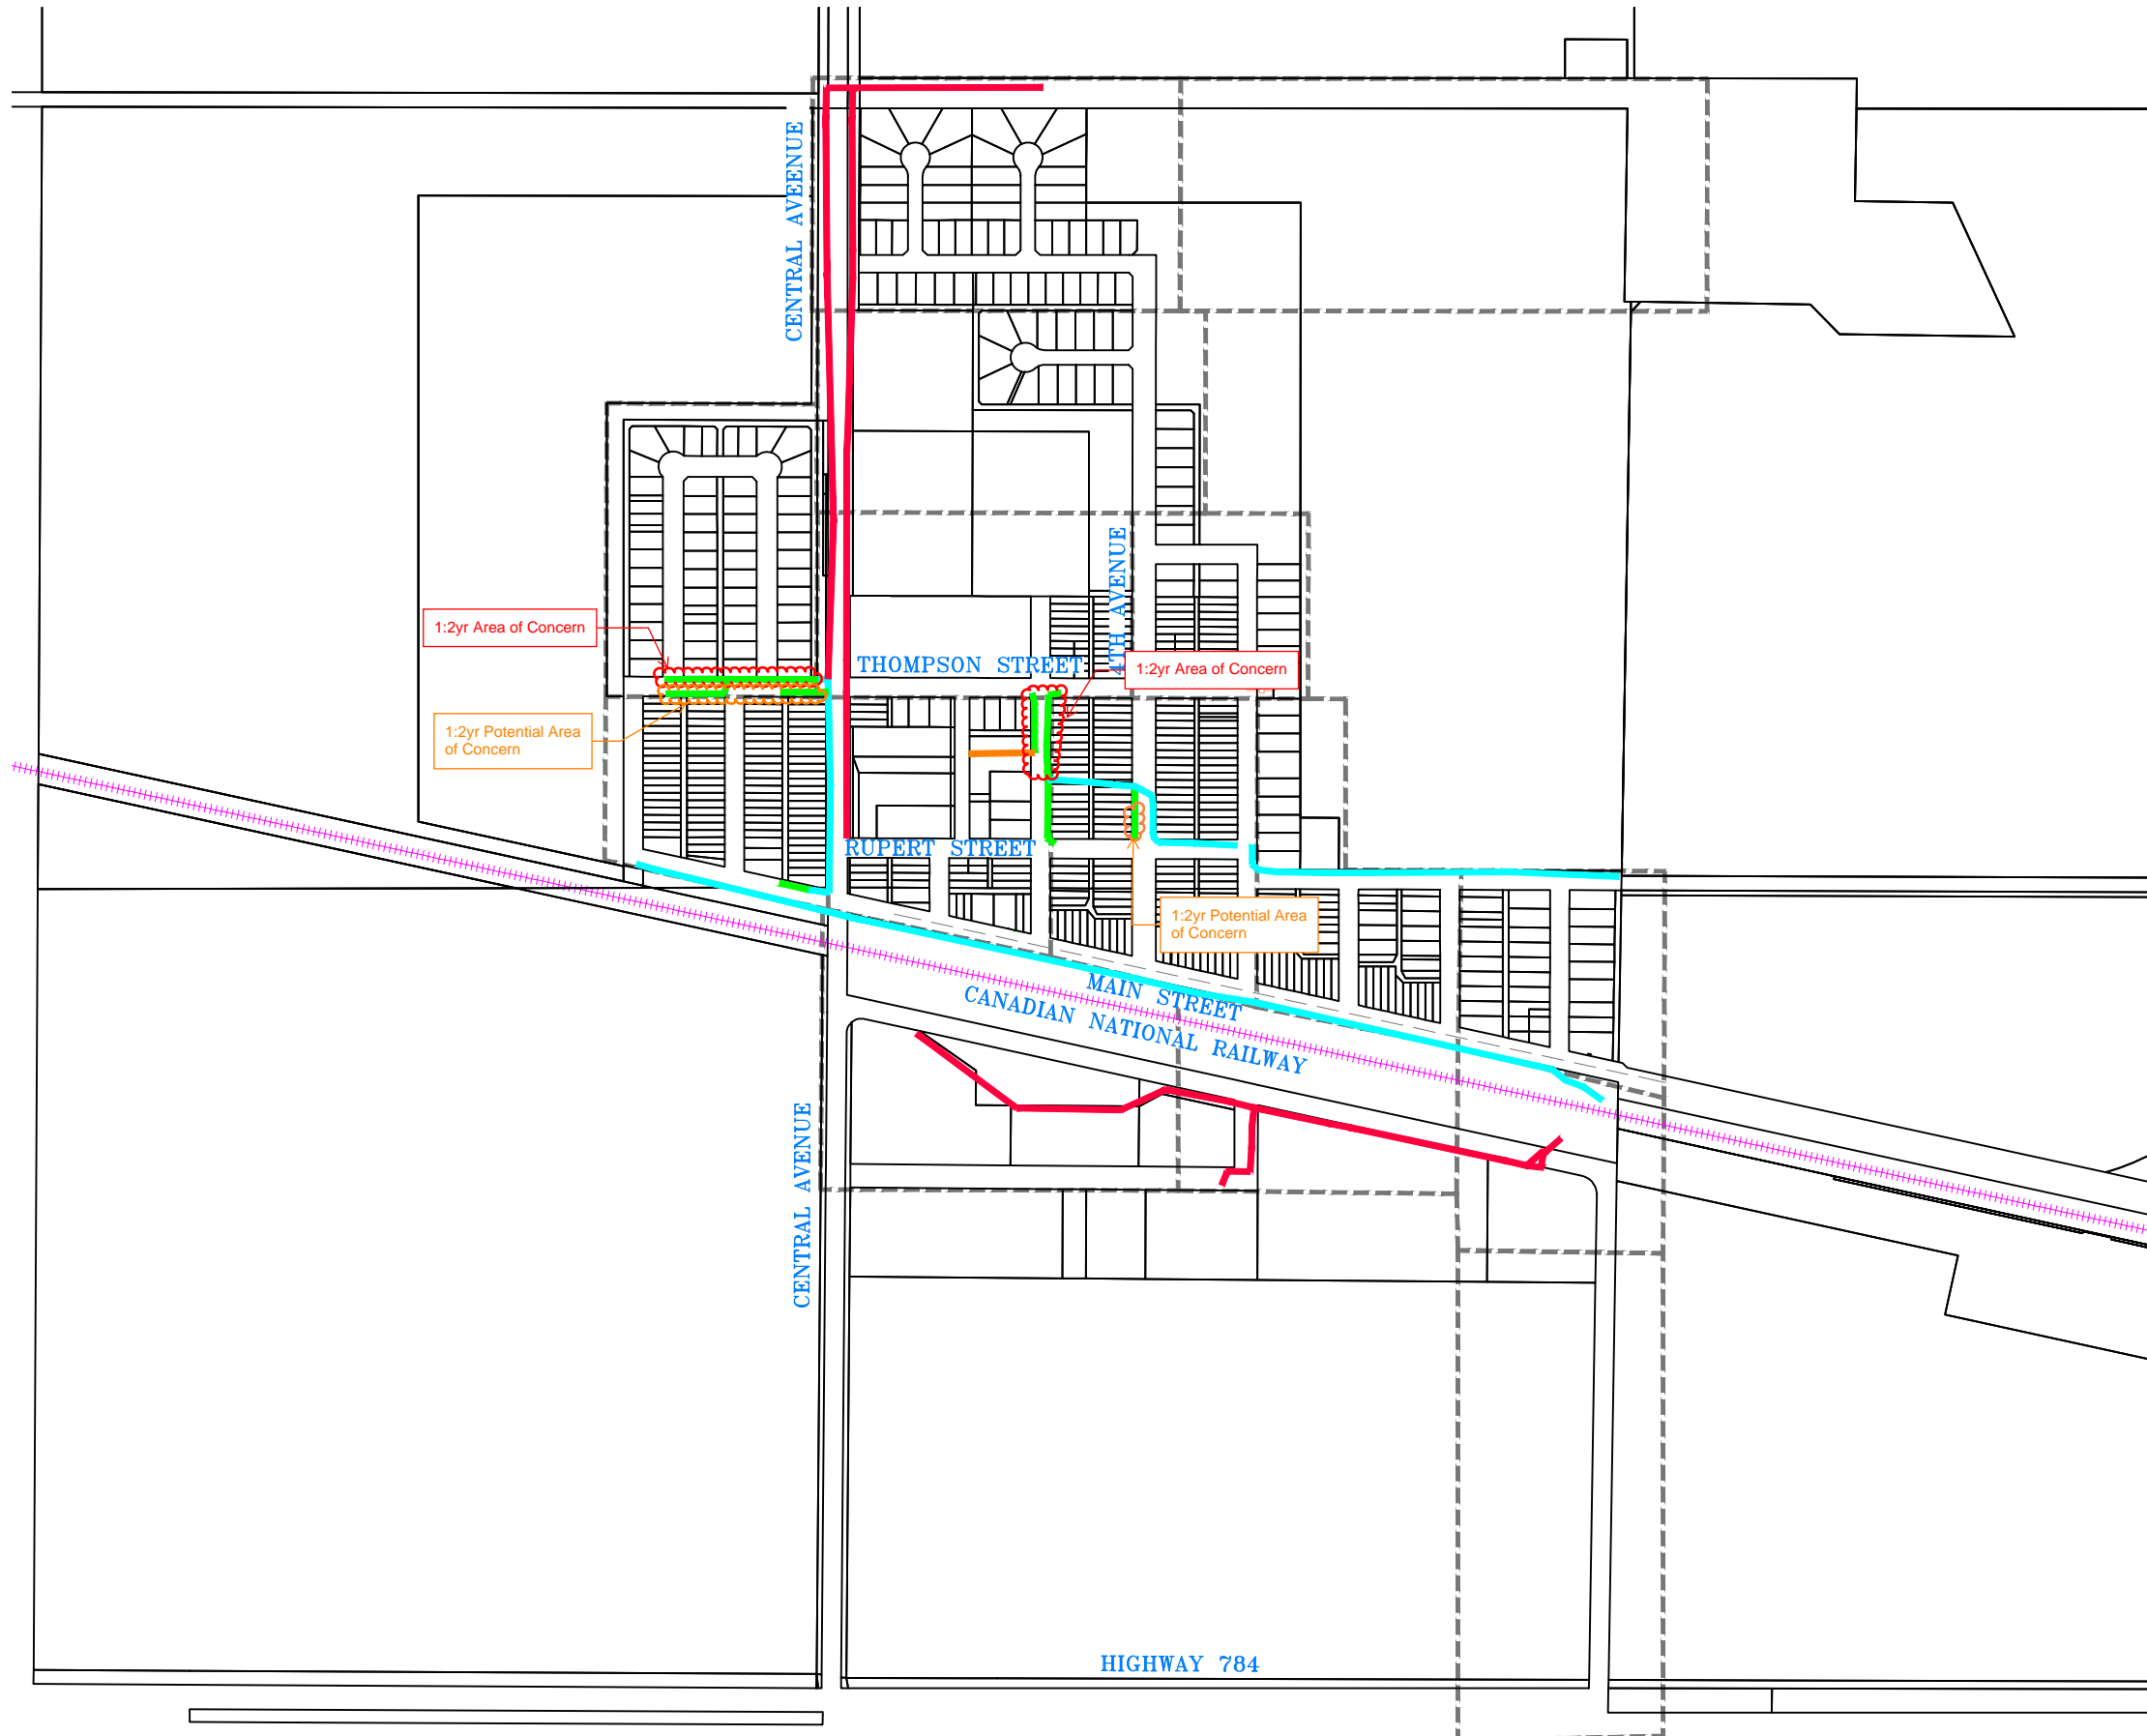 CENTRAL AVEENUE
4TH AVENUE
1:2yr Area of Concern
THOMPSON STREET
1:2yr Area of Concern
1:2yr Potential Area
of Concern
RUPERT STREET
1:2yr Potential Area
of Concern
MAIN STREET
CANADIAN NATIONAL RAILWAY
CENTRAL AVENUE
HIGHWAY 784